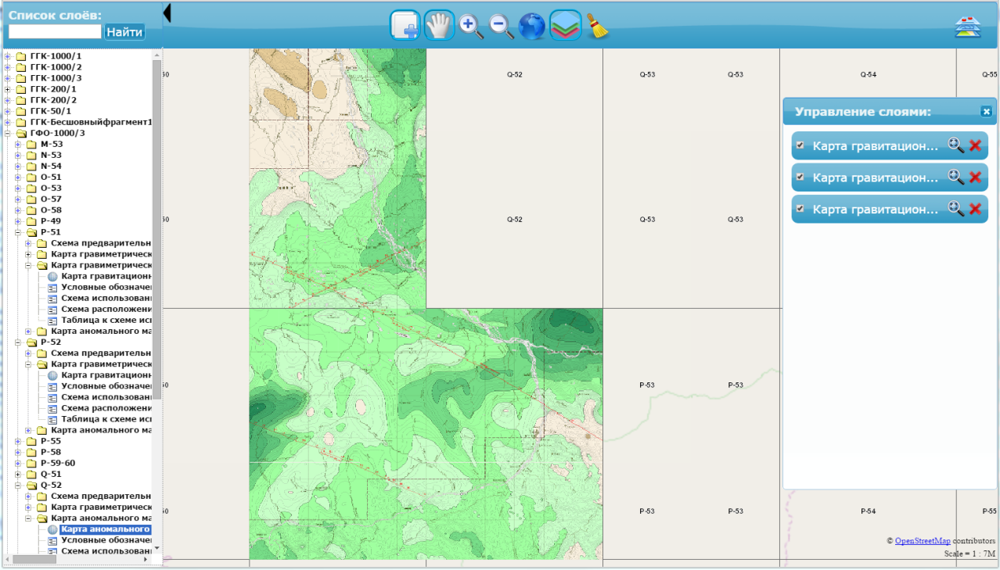 Список слоёв:
Найти
ГГК-1000/1
ГГК-1000/2
ГГК-1000/3
ГГК-200/1
ГГК-200/2
ГГК-50/1
ГГК-Бесшовныйфрагмент1
ГФО-1000/3
M-53
N-53
N-54
O-51
O-53
O-57
O-58
P-49
P-51
Схема предварительн
Карта гравиметрическ
Карта гравиметрическ
Карта гравитационн
Условные обозначен
Схема использован
Схема расположени
Таблица к схеме исп
Карта аномального ма
P-52
Схема предварительн
Карта гравиметрическ
Карта гравитационн
Условные обозначен
Схема использован
Схема расположени
Таблица к схеме исп
Карта аномального ма
P-55
P-58
P-59-60
Q-51
Q-52
Схема предварительн
Карта гравиметрическ
Карта аномального ма
Карта аномального
Условные обозначен
Схема использован
50 Q-52 Q-53 Q-53 Q-54 Q-55
50 Q-52 Q-53 Q-53
50 P-53 P-53
50 P-53 P-53 P-54 P-55
Управление слоями:
Карта гравитацион...
Карта гравитацион...
Карта гравитацион...
© OpenStreetMap contributors
Scale = 1 : 7M